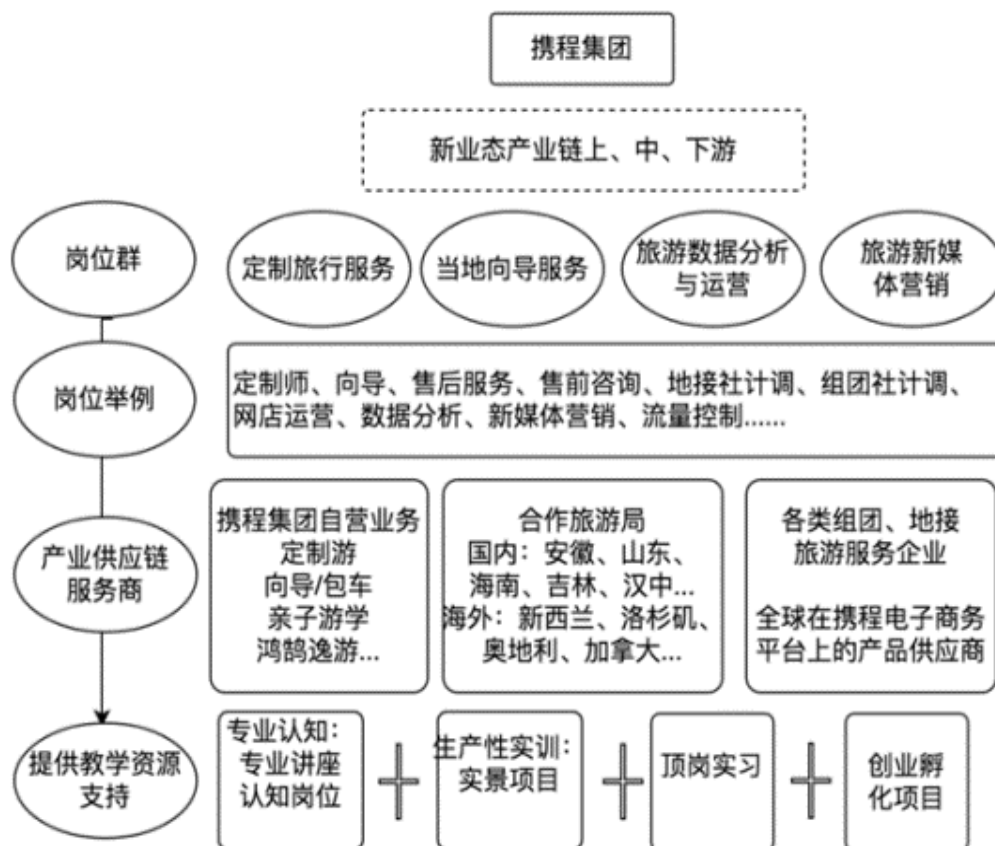 携程集团
新业态产业链上、中、下游
岗位群
定制旅行服务
当地向导服务
旅游数据分析
与运营
旅游新媒
体营销
岗位举例
定制师、向导、售后服务、售前咨询、地接社计调、组团社计调、
网店运营、数据分析、新媒体营销、流量控制......
产业供应链
服务商
携程集团自营业务
定制游
向导/包车
亲子游学
鸿鹄逸游...
合作旅游局
国内：安徽、山东、
海南、吉林、汉中...
海外：新西兰、洛杉矶、
奥地利、加拿大...
各类组团、地接
旅游服务企业
全球在携程电子商务
平台上的产品供应商
提供教学资源
支持
专业认知：
专业讲座
认知岗位
生产性实训：
实景项目
顶岗实习
创业孵
化项目